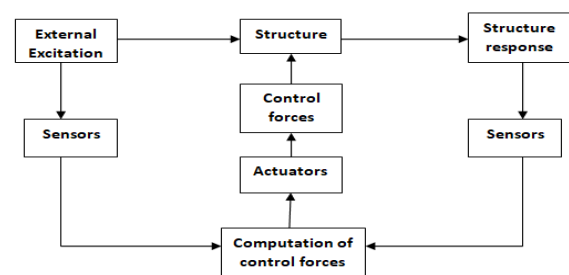 External
Excitation
Structure
Structure
response
Control
forces
Sensors
Sensors
Actuators
Computation of
control forces